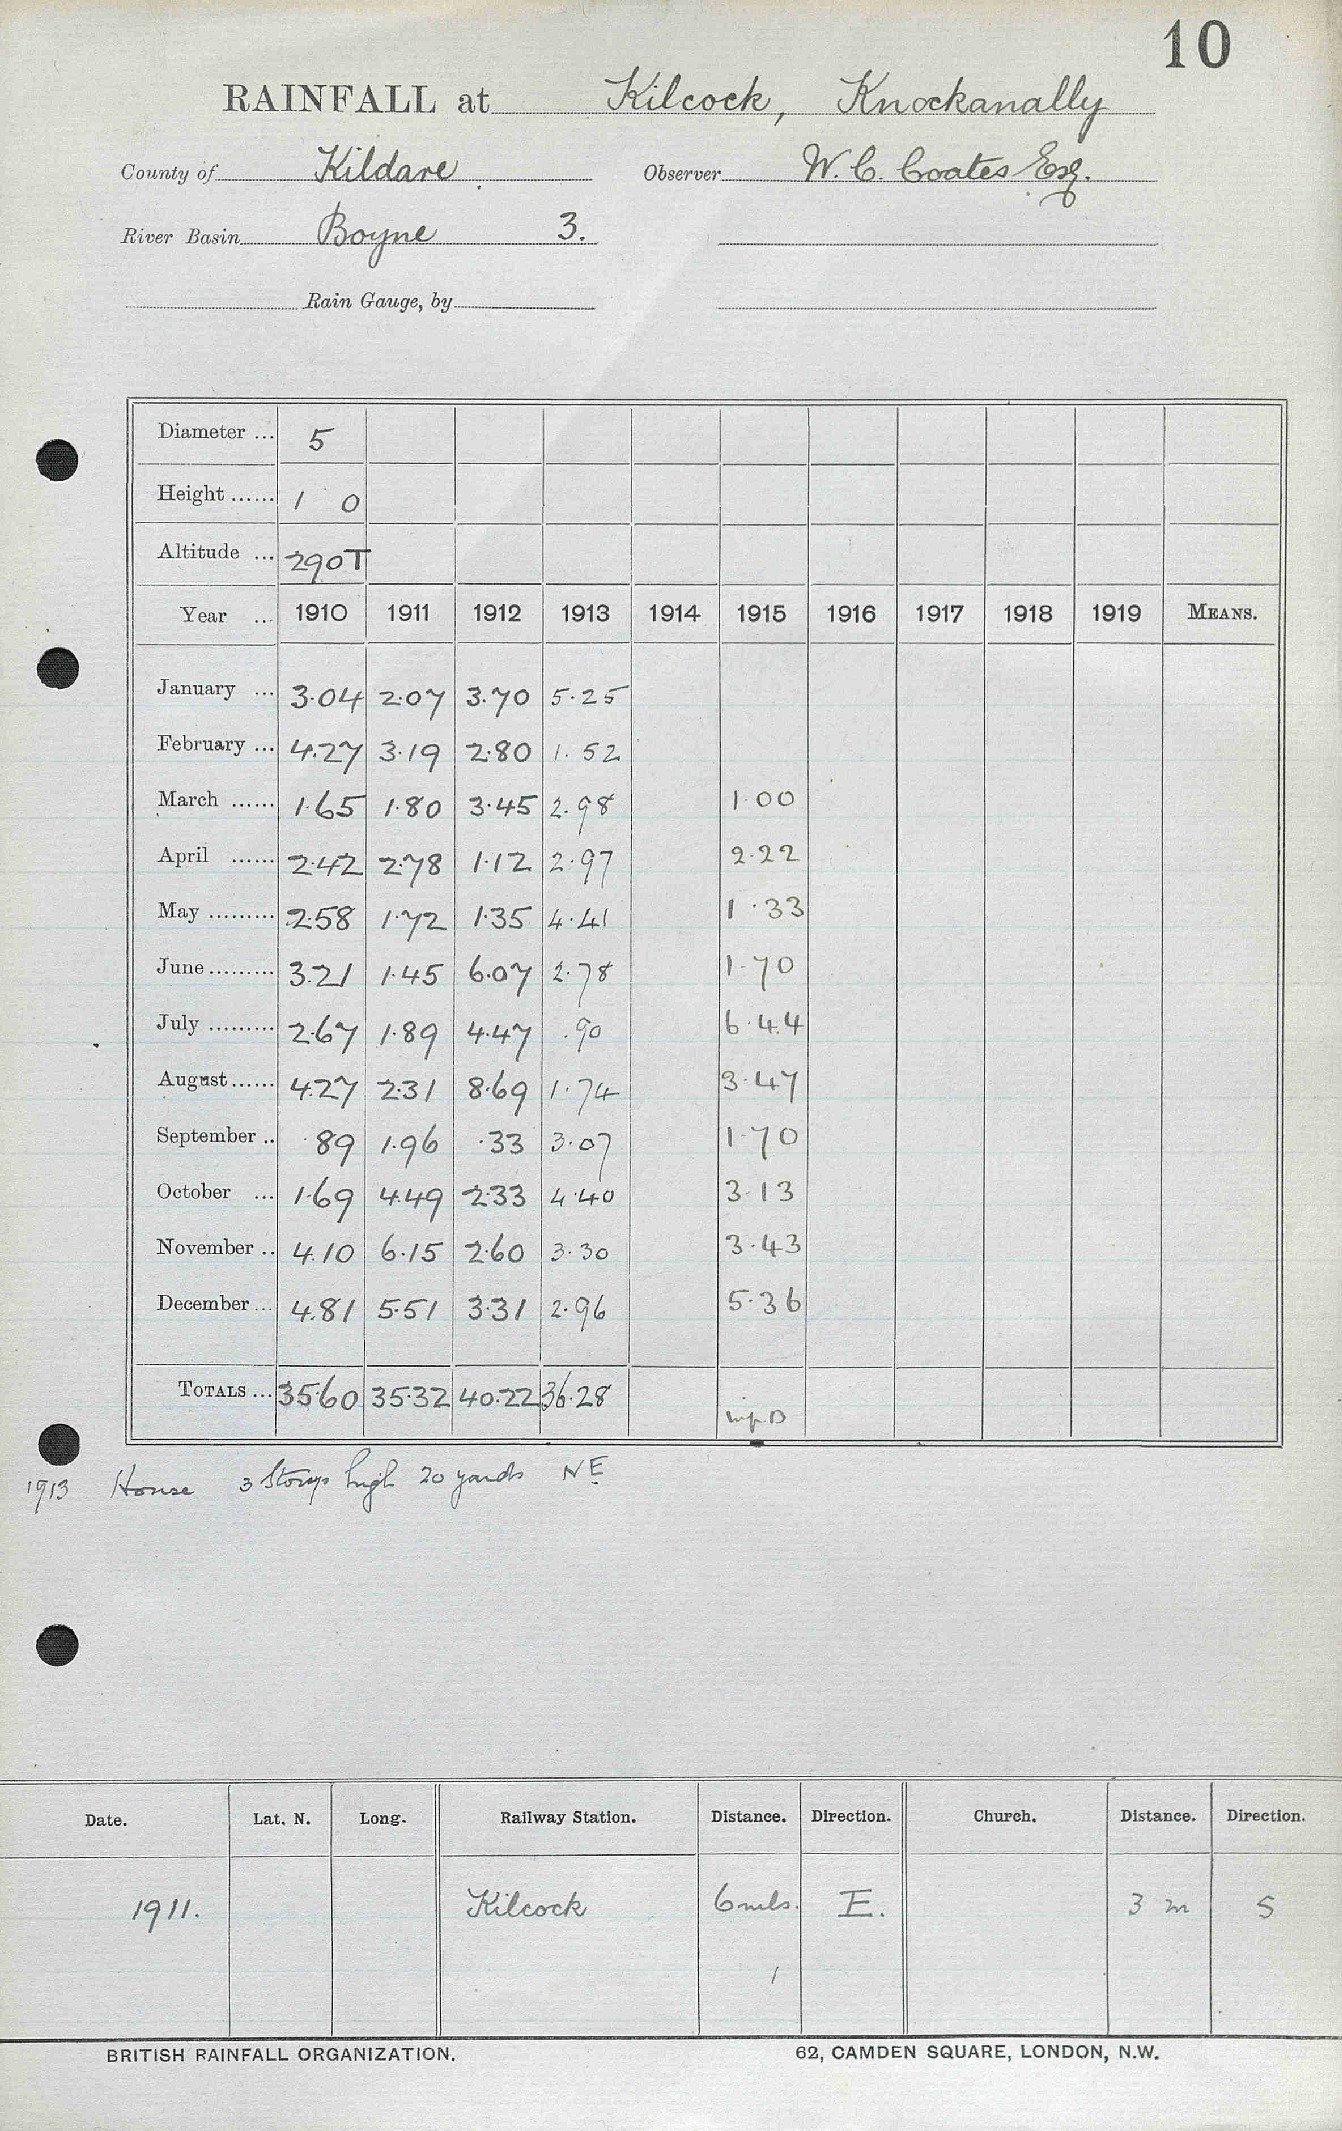 10
RAINFALL at Kilcock, Knockanally
County of Kildare. Observer W. C. Coates Esq.
River Basin Boyne 3.
Rain Gauge, by
Diameter ... 5
Height ...... 1 0
Altitude ... 290T
Year ... 1910 1911 1912 1913 1914 1915 1916 1917 1918 1919 MEANS.
January ... 3.04 2.07 3.70 5.25
February ... 4.27 3.19 2.80 1.52
March ...... 1.65 1.80 3.45 2.98 1.00
April ...... 2.42 2.78 1.12 2.97 2.22
May ......... 2.58 1.72 1.35 4.41 1.33
June ......... 3.21 1.45 6.07 2.78 1.70
July ......... 2.67 1.89 4.47 .90 6.44
August ...... 4.27 2.31 8.69 1.74 3.47
September .. .89 1.96 .33 3.07 1.70
October ... 1.69 4.49 2.33 4.40 3.13
November .. 4.10 6.15 2.60 3.30 3.43
December ... 4.81 5.51 3.31 2.96 5.36
TOTALS ... 35.60 35.32 40.22 36.28
1913 House 3 Storeys high 20 yards NE
Date. Lat. N. Long. Railway Station. Distance. Direction. Church. Distance. Direction.
1911. Kilcock 6 mls. E. 3 m S
BRITISH RAINFALL ORGANIZATION. 62, CAMDEN SQUARE, LONDON, N.W.